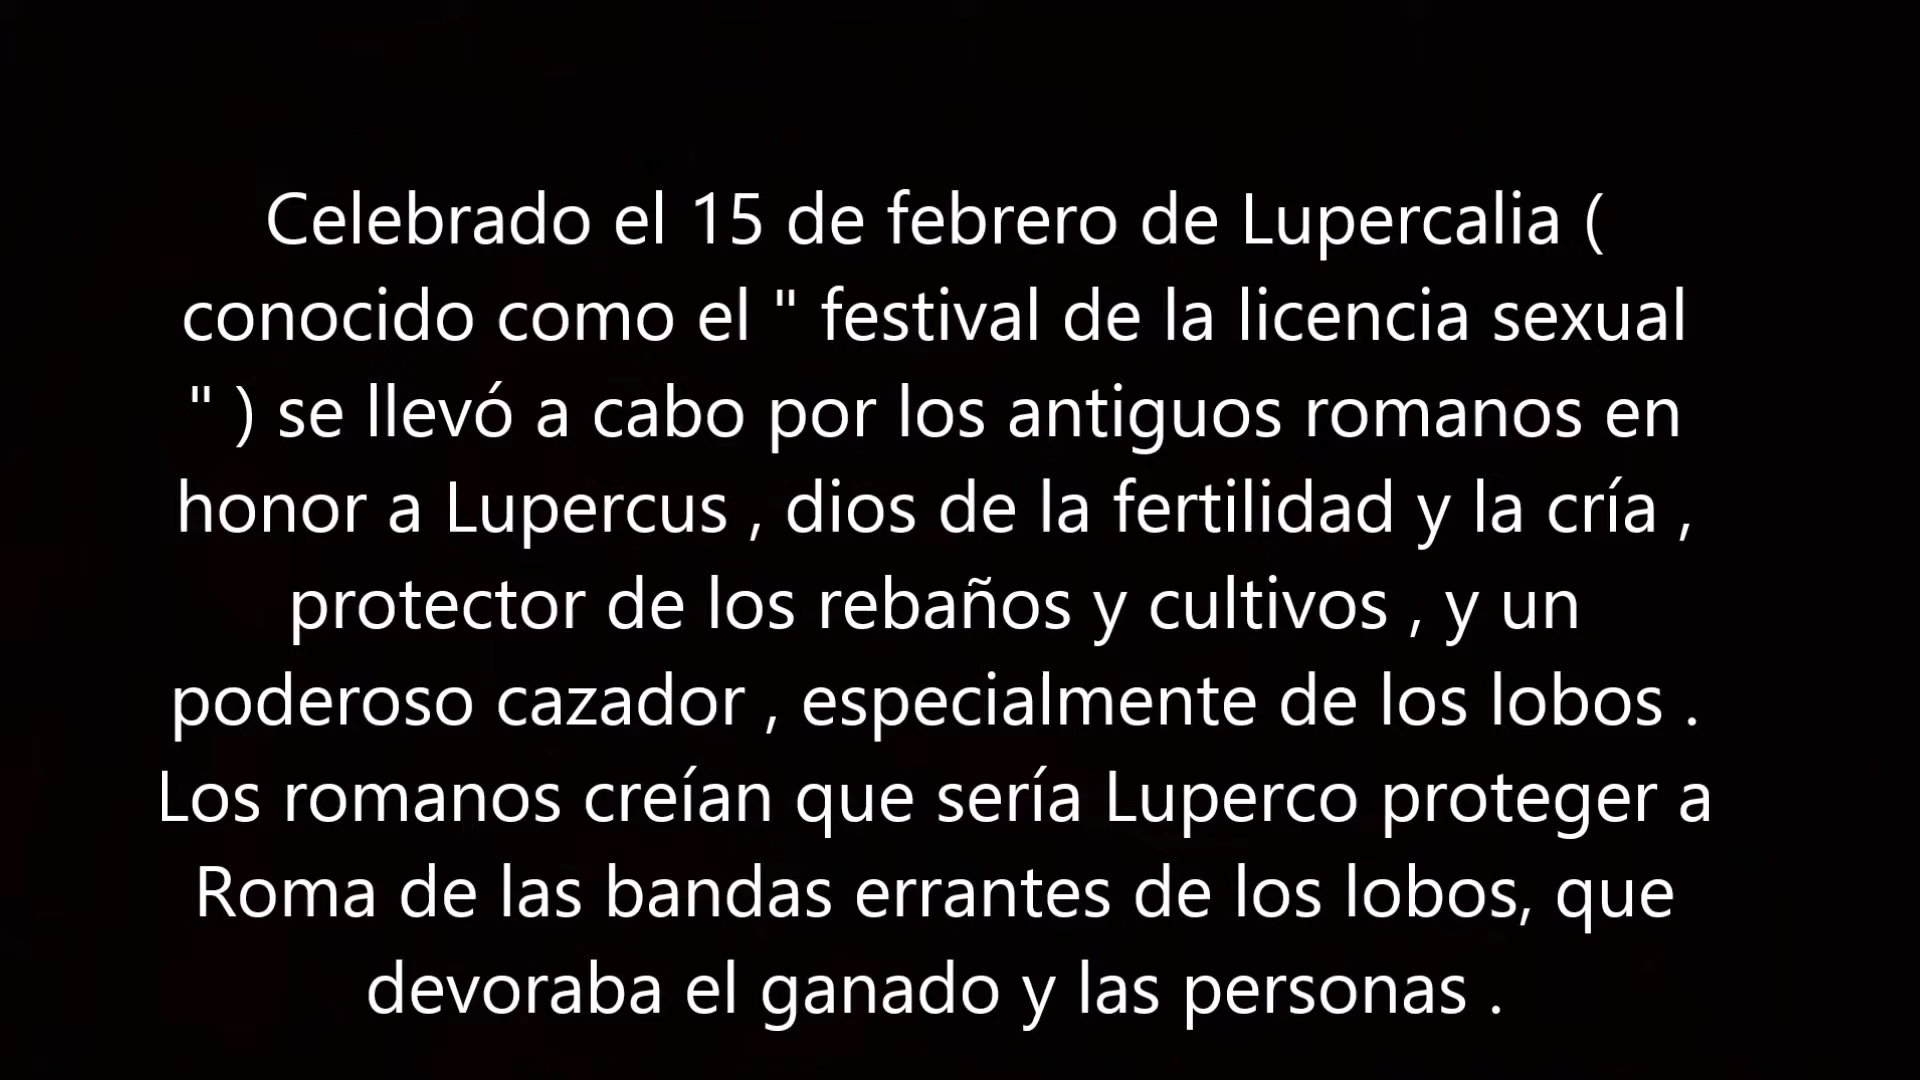 Celebrado el 15 de febrero de Lupercalia (
conocido como el " festival de la licencia sexual
" ) se llevó a cabo por los antiguos romanos en
honor a Lupercus , dios de la fertilidad y la cría ,
protector de los rebaños y cultivos , y un
poderoso cazador , especialmente de los lobos .
Los romanos creían que sería Luperco proteger a
Roma de las bandas errantes de los lobos, que
devoraba el ganado y las personas .